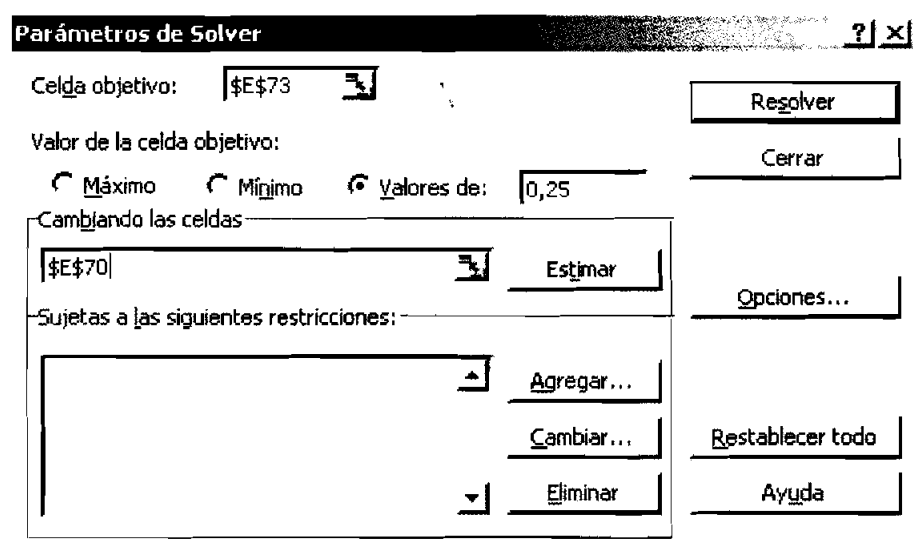 Parámetros de Solver
Celda objetivo: $E$73
Resolver
Valor de la celda objetivo:
Cerrar
Máximo Mínimo Valores de: 0,25
Cambiando las celdas
$E$70 Estimar
Opciones...
Sujetas a las siguientes restricciones:
Agregar...
Cambiar... Restablecer todo
Eliminar Ayuda